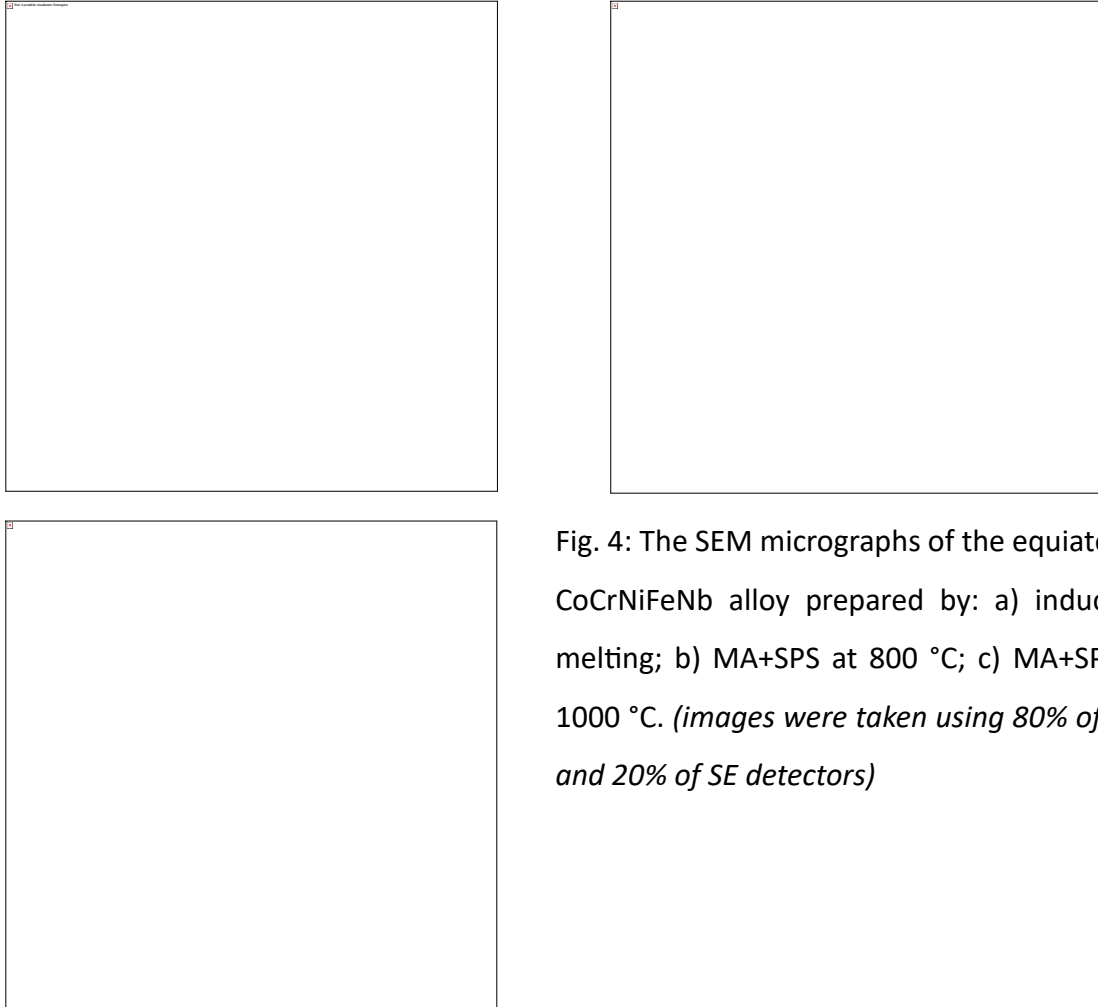 Fig. 4: The SEM micrographs of the equiat
CoCrNiFeNb alloy prepared by: a) induc
melting; b) MA+SPS at 800 °C; c) MA+SP
1000 °C. (images were taken using 80% of
and 20% of SE detectors)